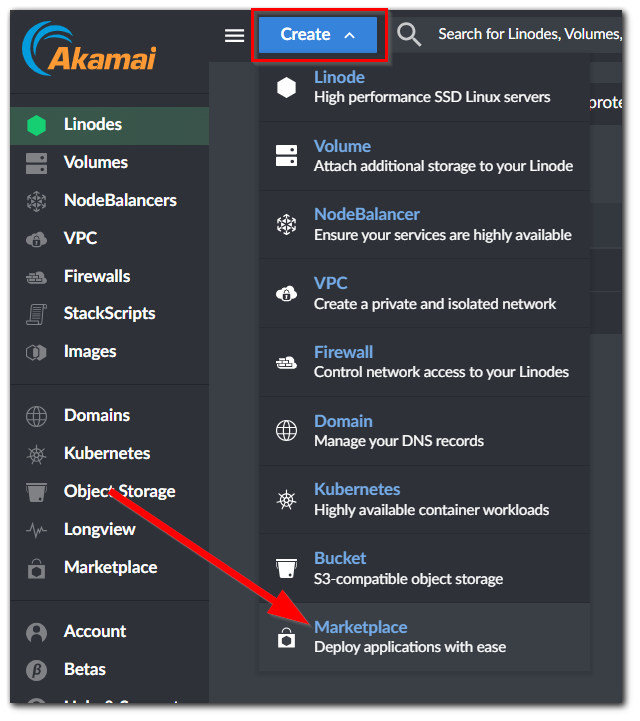 Akamai
Create
Search for Linodes, Volumes,
Linodes
Volumes
NodeBalancers
VPC
Firewalls
StackScripts
Images
Domains
Kubernetes
Object Storage
Longview
Marketplace
Account
Betas
Linode
High performance SSD Linux servers
Volume
Attach additional storage to your Linode
NodeBalancer
Ensure your services are highly available
VPC
Create a private and isolated network
Firewall
Control network access to your Linodes
Domain
Manage your DNS records
Kubernetes
Highly available container workloads
Bucket
S3-compatible object storage
Marketplace
Deploy applications with ease